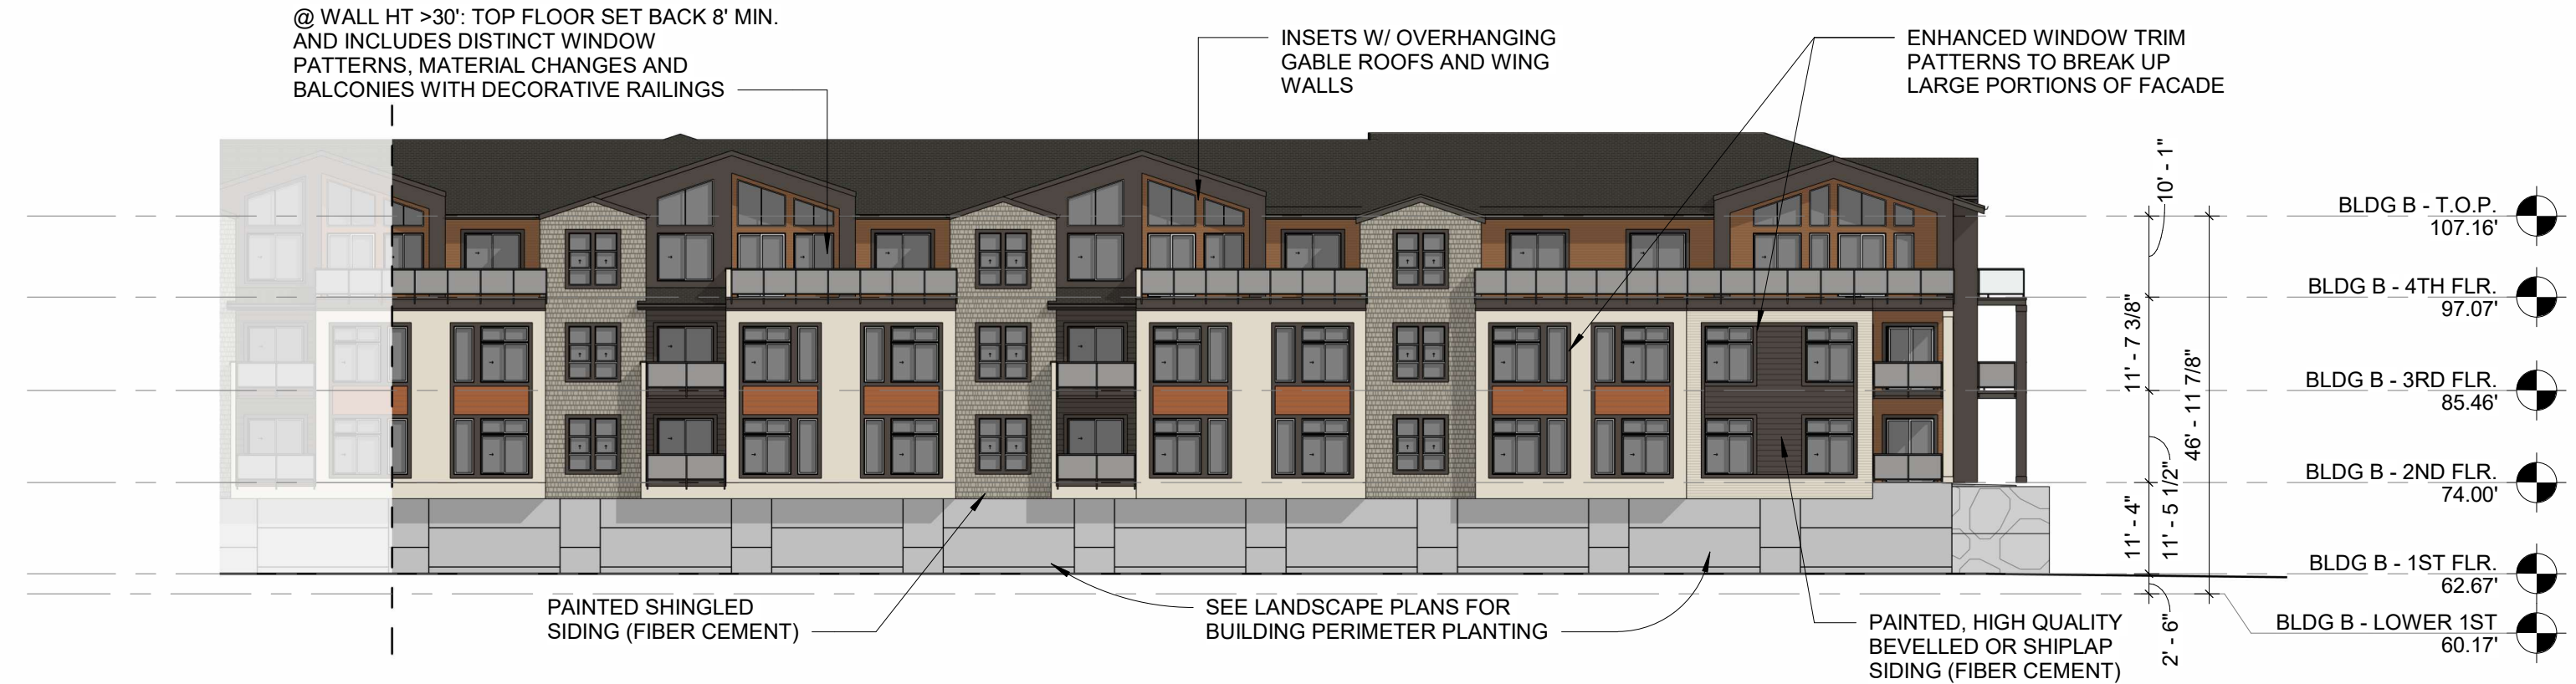 @ WALL HT >30': TOP FLOOR SET BACK 8' MIN.
AND INCLUDES DISTINCT WINDOW
PATTERNS, MATERIAL CHANGES AND
BALCONIES WITH DECORATIVE RAILINGS
INSETS W/ OVERHANGING
GABLE ROOFS AND WING
WALLS
ENHANCED WINDOW TRIM
PATTERNS TO BREAK UP
LARGE PORTIONS OF FACADE
10' - 1"
11' - 7 3/8"
46' - 11 7/8"
11' - 5 1/2"
11' - 4"
2' - 6"
BLDG B - T.O.P.
107.16'
BLDG B - 4TH FLR.
97.07'
BLDG B - 3RD FLR.
85.46'
BLDG B - 2ND FLR.
74.00'
BLDG B - 1ST FLR.
62.67'
BLDG B - LOWER 1ST
60.17'
PAINTED SHINGLED
SIDING (FIBER CEMENT)
SEE LANDSCAPE PLANS FOR
BUILDING PERIMETER PLANTING
PAINTED, HIGH QUALITY
BEVELLED OR SHIPLAP
SIDING (FIBER CEMENT)